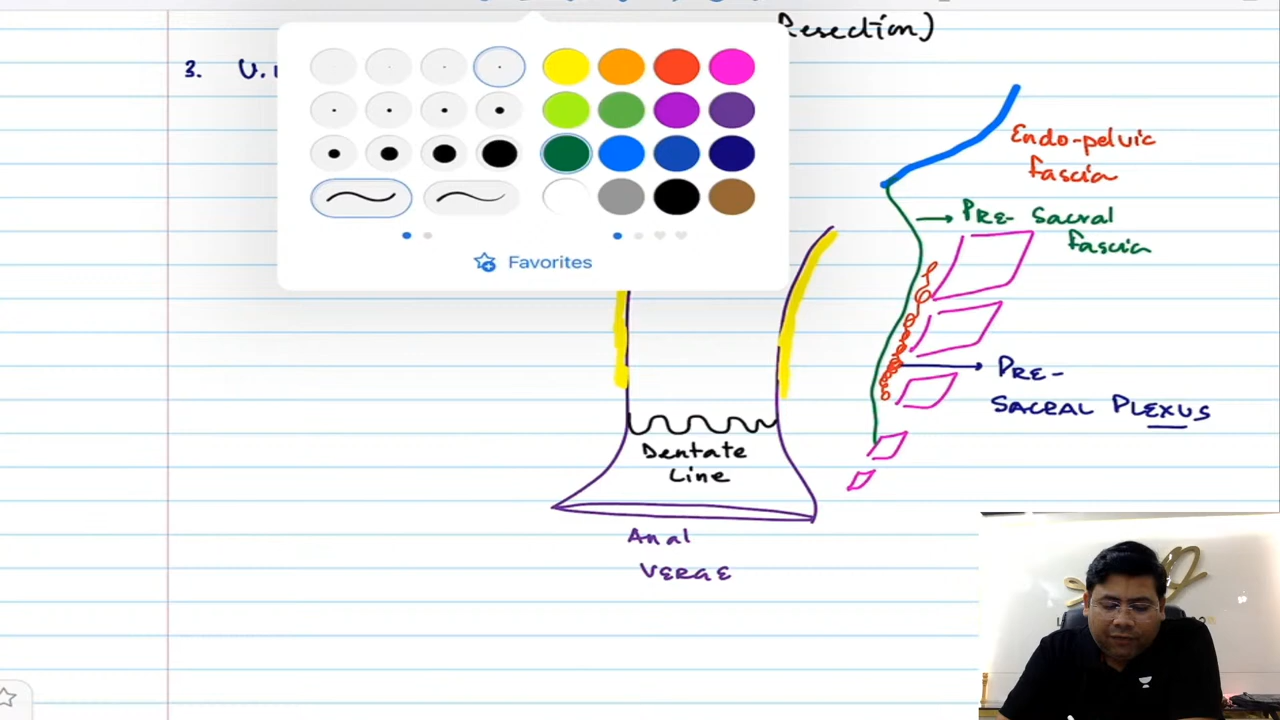 Resection)
3. U.
Favorites
Endo-pelvic
fascia
PRE- Sacral
fascia
PRE-
SACRAL PLEXUS
Dentate
Line
Anal
VERGE